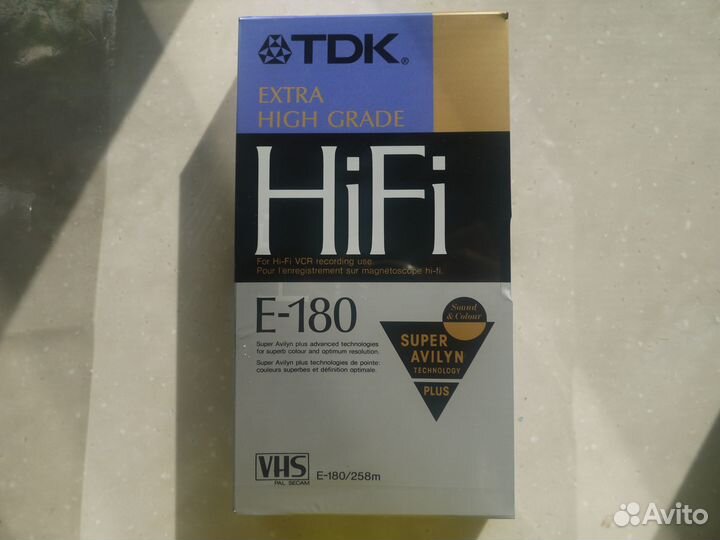 TDK®
EXTRA
HIGH GRADE
HiFi
For Hi-Fi VCR recording use.
Pour l'enregistrement sur magnétoscope hi-fi.
E-180
Super Avilyn plus advanced technologies
for superb colour and optimum resolution.
Super Avilyn plus technologies de pointe:
couleurs superbes et définition optimale.
Sound
& Colour
SUPER
AVILYN
TECHNOLOGY
PLUS
VHS
PAL SECAM
E-180/258m
Avito